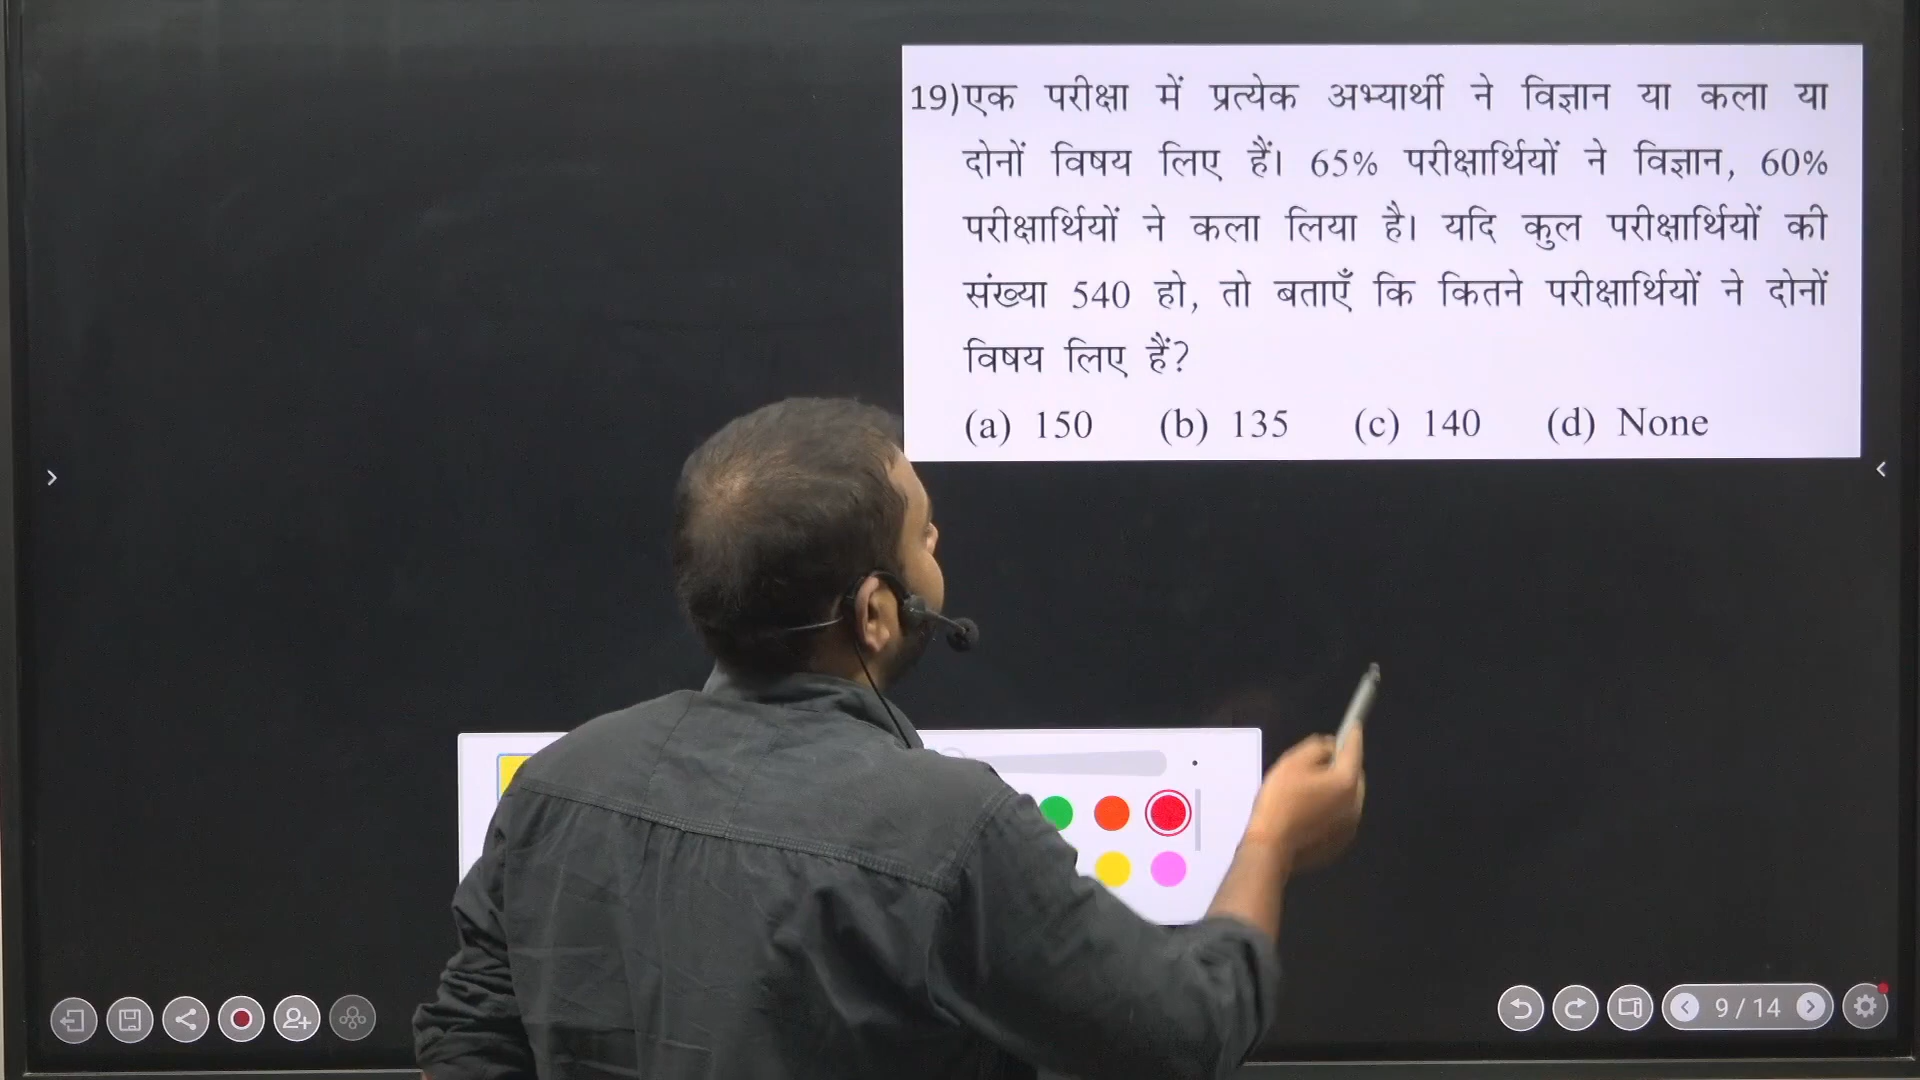 19)एक परीक्षा में प्रत्येक अभ्यार्थी ने विज्ञान या कला या
दोनों विषय लिए हैं। 65% परीक्षार्थियों ने विज्ञान, 60%
परीक्षार्थियों ने कला लिया है। यदि कुल परीक्षार्थियों की
संख्या 540 हो, तो बताएँ कि कितने परीक्षार्थियों ने दोनों
विषय लिए हैं?
(a) 150 (b) 135 (c) 140 (d) None
9 / 14